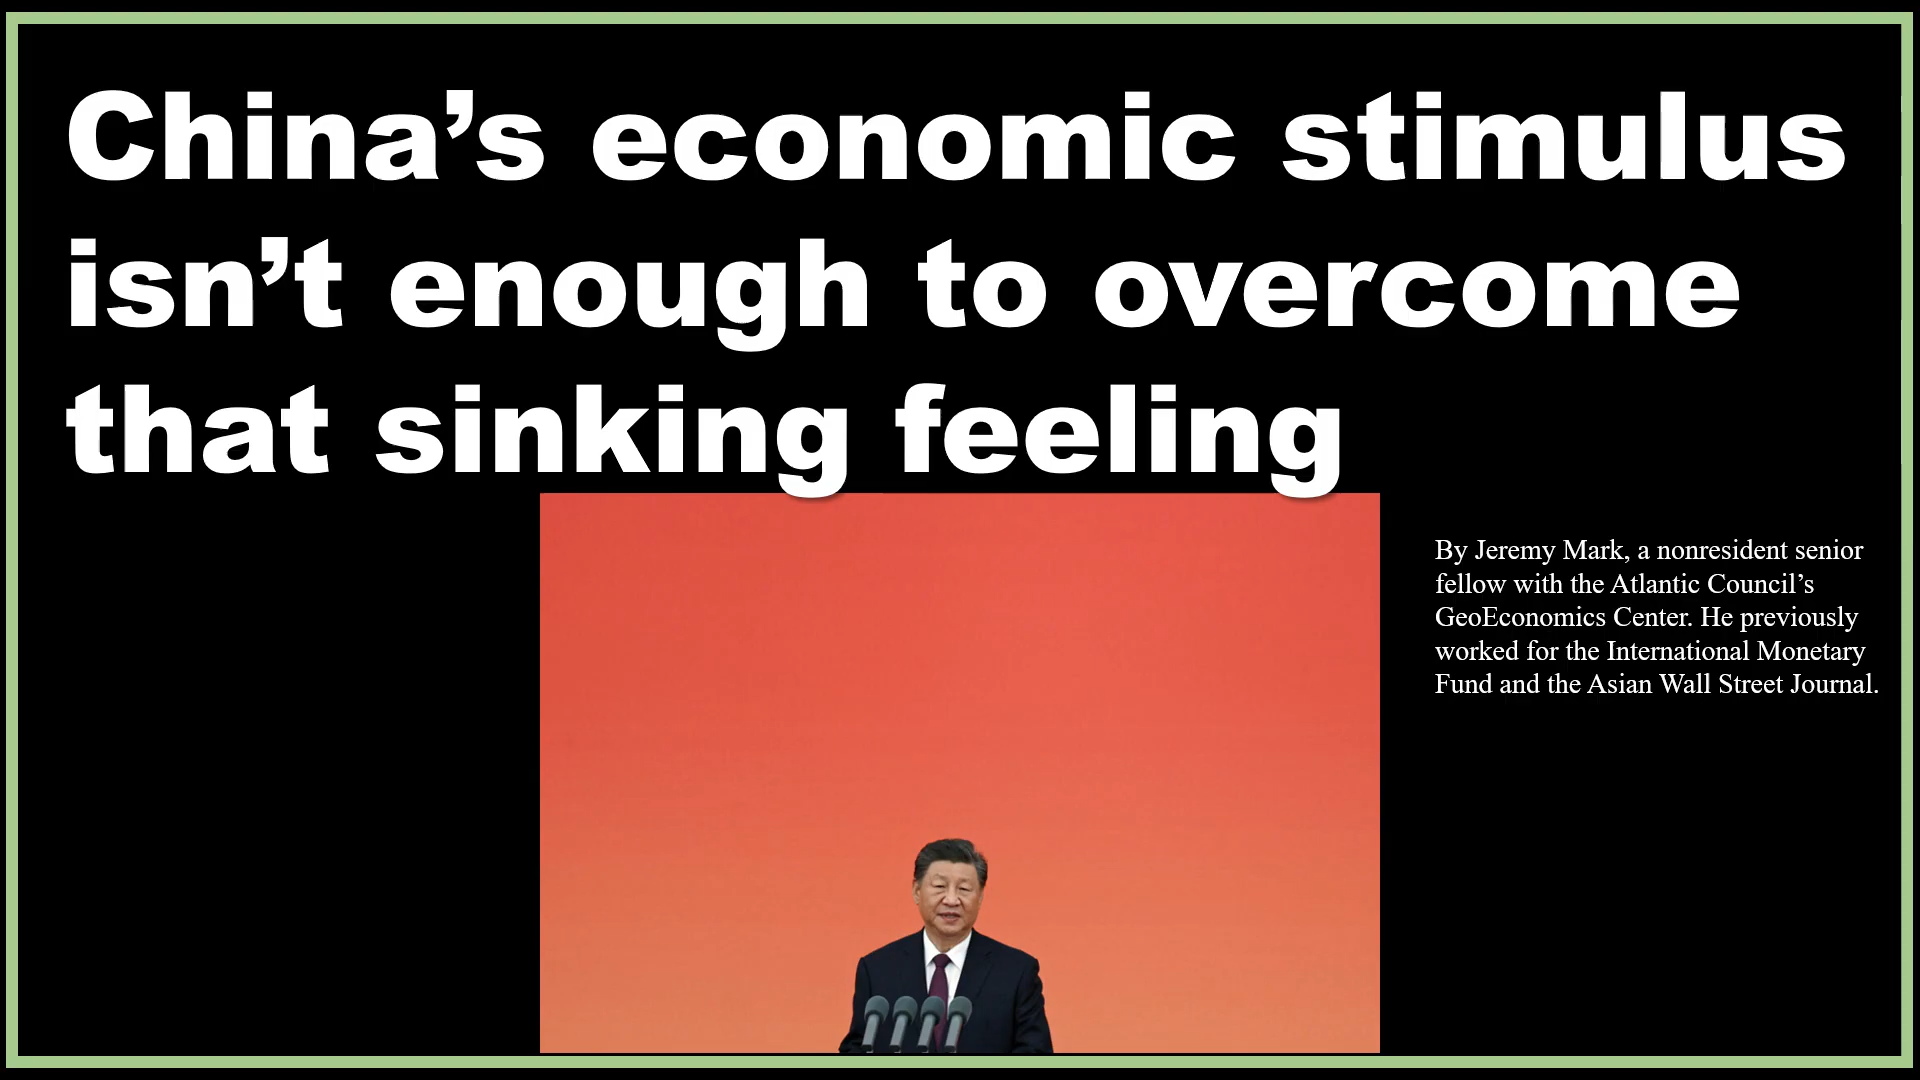 China’s economic stimulus
isn’t enough to overcome
that sinking feeling
By Jeremy Mark, a nonresident senior
fellow with the Atlantic Council’s
GeoEconomics Center. He previously
worked for the International Monetary
Fund and the Asian Wall Street Journal.